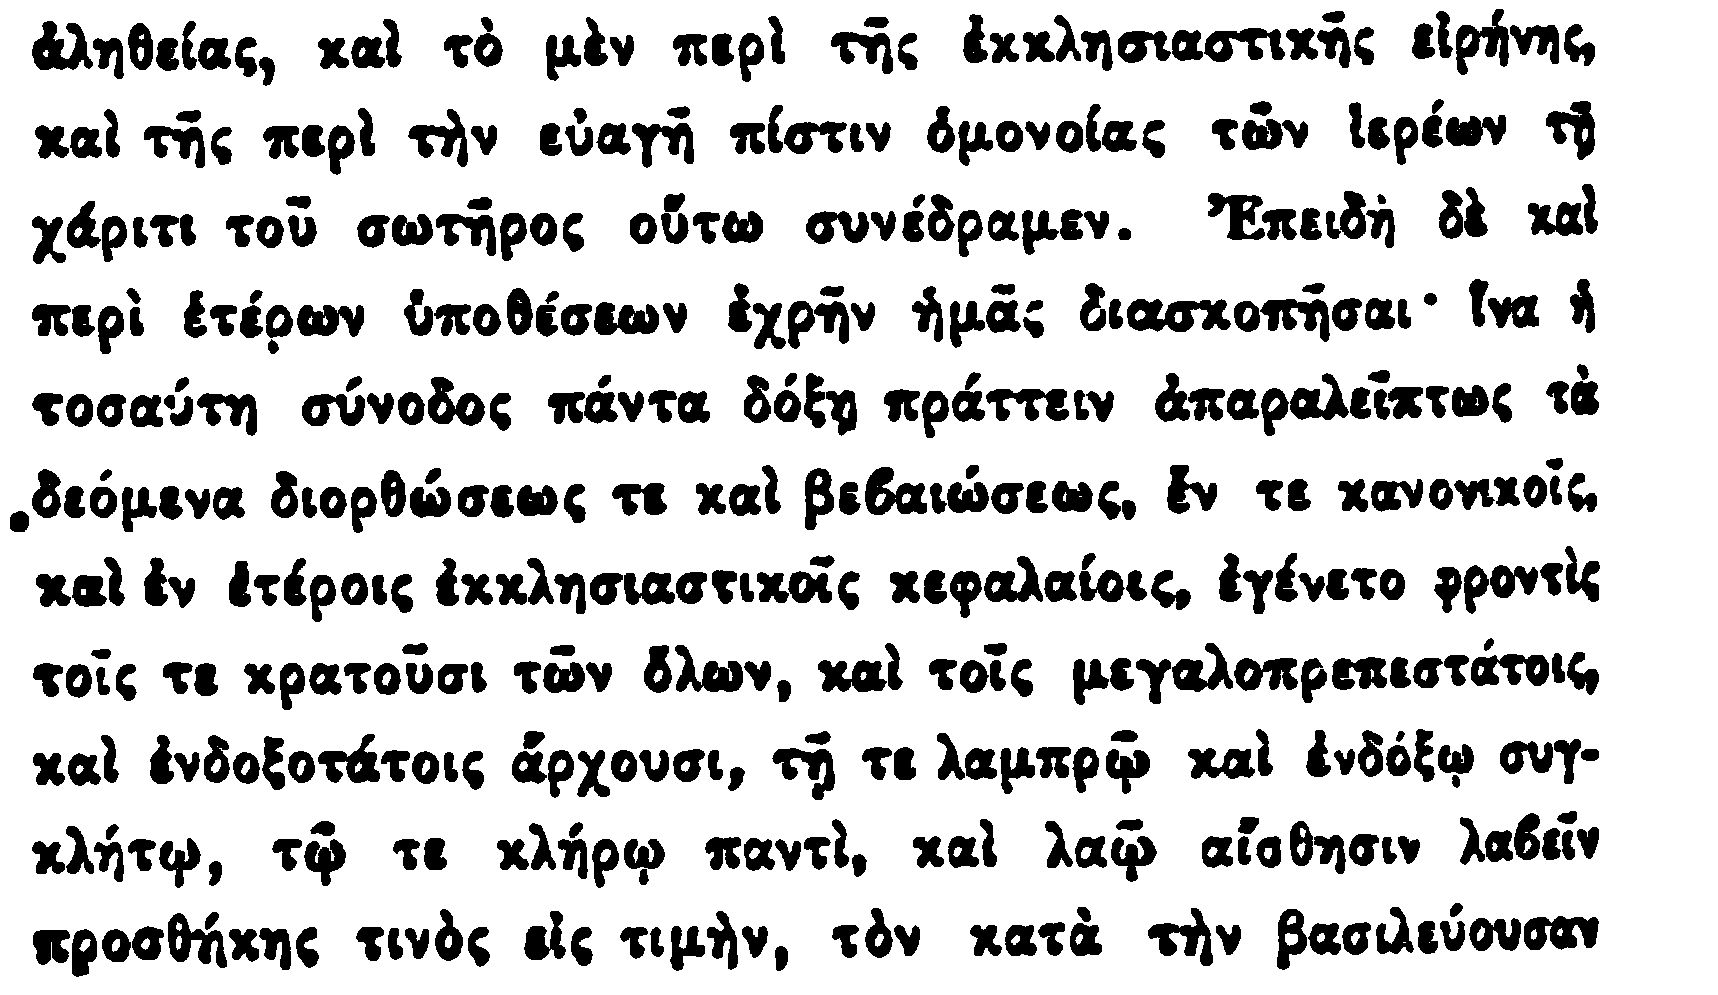 ἀληθείας, καὶ τὸ μὲν περὶ τῆς ἐκκλησιαστικῆς εἰρήνης,
καὶ τῆς περὶ τὴν εὐαγῆ πίστιν ὁμονοίας τῶν ἱερέων τῇ
χάριτι τοῦ σωτῆρος οὕτω συνέδραμεν. Ἐπειδὴ δὲ καὶ
περὶ ἑτέρων ὑποθέσεων ἐχρῆν ἡμᾶς διασκοπῆσαι· ἵνα ἡ
τοσαύτη σύνοδος πάντα δόξῃ πράττειν ἀπαραλεῖπτως τὰ
δεόμενα διορθώσεως τε καὶ βεϐαιώσεως, ἔν τε κανονικοῖς,
καὶ ἐν ἑτέροις ἐκκλησιαστικοῖς κεφαλαίοις, ἐγένετο φροντὶς
τοῖς τε κρατοῦσι τῶν ὅλων, καὶ τοῖς μεγαλοπρεπεστάτοις,
καὶ ἐνδοξοτάτοις ἄρχουσι, τῇ τε λαμπρῷ καὶ ἐνδόξῳ συγ-
κλήτῳ, τῷ τε κλήρῳ παντὶ, καὶ λαῷ αἴσθησιν λαϐεῖν
προσθήκης τινὸς εἰς τιμὴν, τὸν κατὰ τὴν βασιλεύουσαν